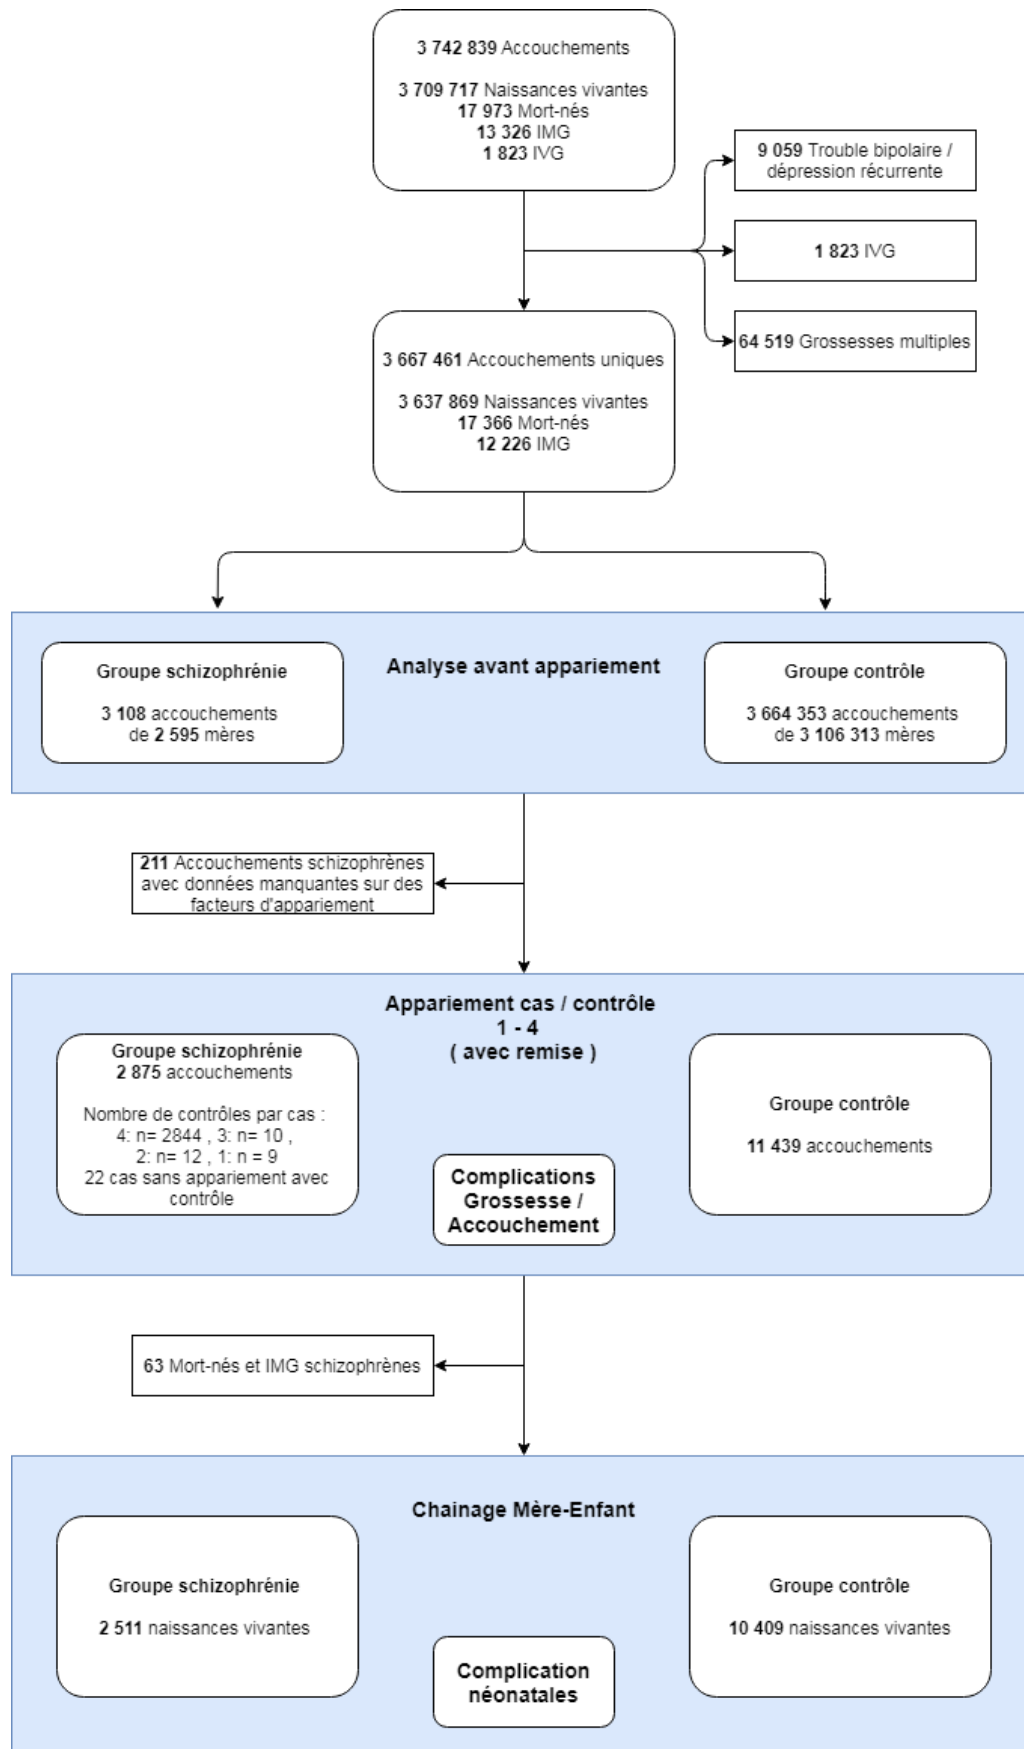 3 742 839 Accouchements
3 709 717 Naissances vivantes
17 973 Mort-nés
13 326 IMG
1 823 IVG
9 059 Trouble bipolaire /
dépression récurrente
1 823 IVG
64 519 Grossesses multiples
3 667 461 Accouchements uniques
3 637 869 Naissances vivantes
17 366 Mort-nés
12 226 IMG
Analyse avant appariement
Groupe schizophrénie
3 108 accouchements
de 2 595 mères
Groupe contrôle
3 664 353 accouchements
de 3 106 313 mères
211 Accouchements schizophrènes
avec données manquantes sur des
facteurs d'appariement
Appariement cas / contrôle
1 - 4
( avec remise )
Groupe schizophrénie
2 875 accouchements
Nombre de contrôles par cas :
4: n= 2844 , 3: n= 10 ,
2: n= 12 , 1: n = 9
22 cas sans appariement avec
contrôle
Groupe contrôle
11 439 accouchements
Complications
Grossesse /
Accouchement
63 Mort-nés et IMG schizophrènes
Chainage Mère-Enfant
Groupe schizophrénie
2 511 naissances vivantes
Groupe contrôle
10 409 naissances vivantes
Complication
néonatales